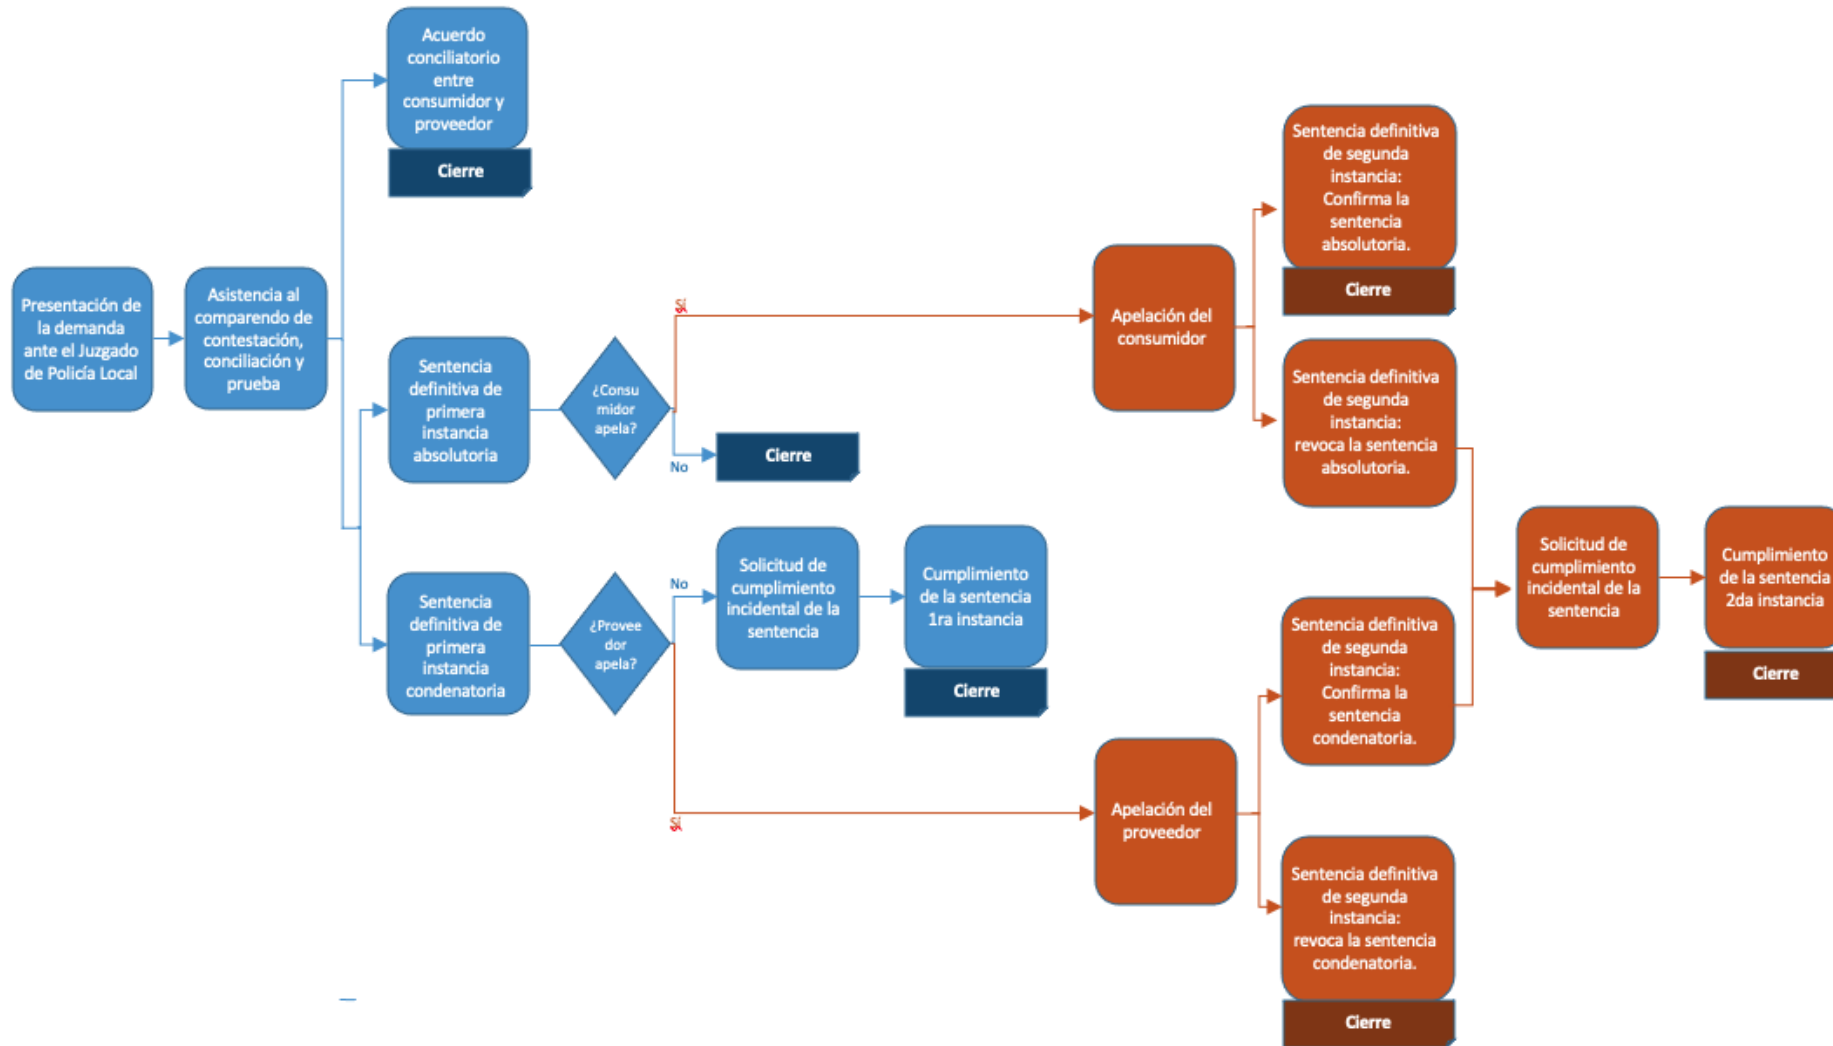 Acuerdo
conciliatorio
entre
consumidor y
proveedor
Cierre
Presentación de
la demanda
ante el Juzgado
de Policía Local
Asistencia al
comparendo de
contestación,
conciliación y
prueba
Sentencia
definitiva de
primera
instancia
absolutoria
¿Consu
midor
apela?
No
Cierre
Sentencia
definitiva de
primera
instancia
condenatoria
¿Provee
dor
apela?
No
Solicitud de
cumplimiento
incidental de la
sentencia
Cumplimiento
de la sentencia
1ra instancia
Cierre
Apelación del
consumidor
Sentencia definitiva
de segunda
instancia:
Confirma la
sentencia
absolutoria.
Cierre
Sentencia definitiva
de segunda
instancia:
revoca la sentencia
absolutoria.
Apelación del
proveedor
Sentencia definitiva
de segunda
instancia:
Confirma la
sentencia
condenatoria.
Sentencia definitiva
de segunda
instancia:
revoca la sentencia
condenatoria.
Cierre
Solicitud de
cumplimiento
incidental de la
sentencia
Cumplimiento
de la sentencia
2da instancia
Cierre